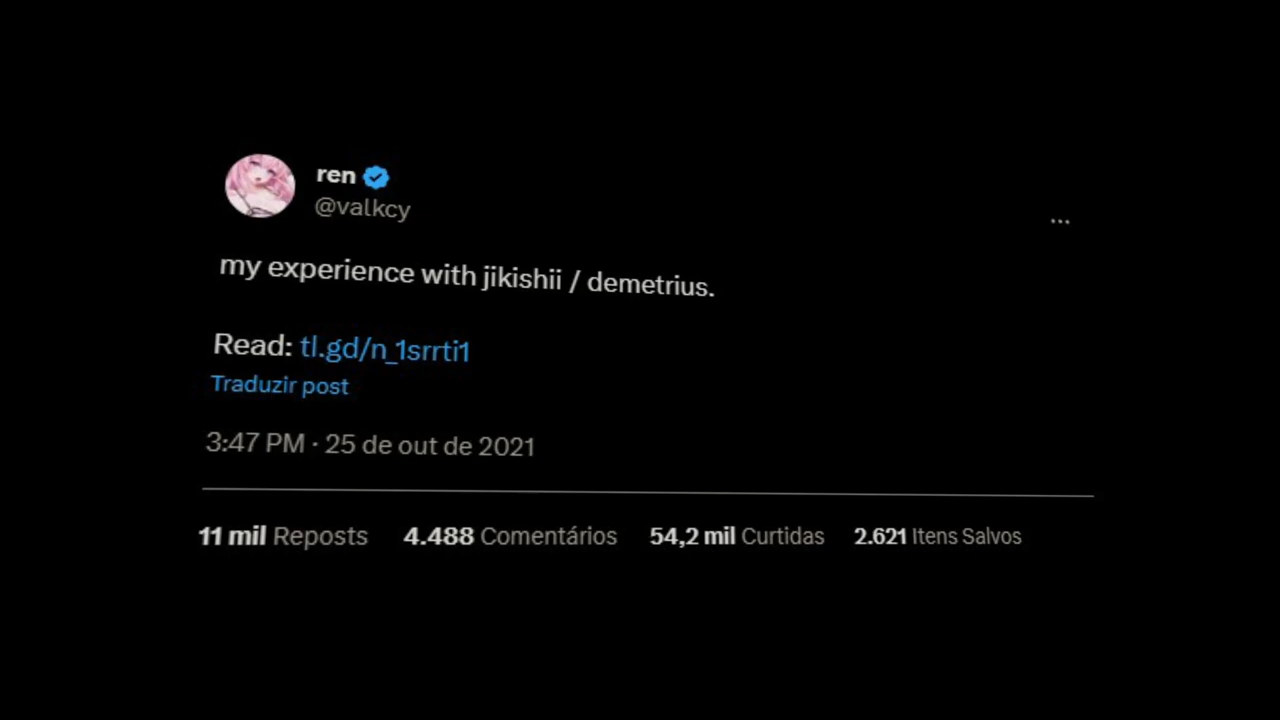 ren
@valkcy
...
my experience with jikishii / demetrius.
Read: tl.gd/n_1srrti1
Traduzir post
3:47 PM · 25 de out de 2021
11 mil Reposts 4.488 Comentários 54,2 mil Curtidas 2.621 Itens Salvos